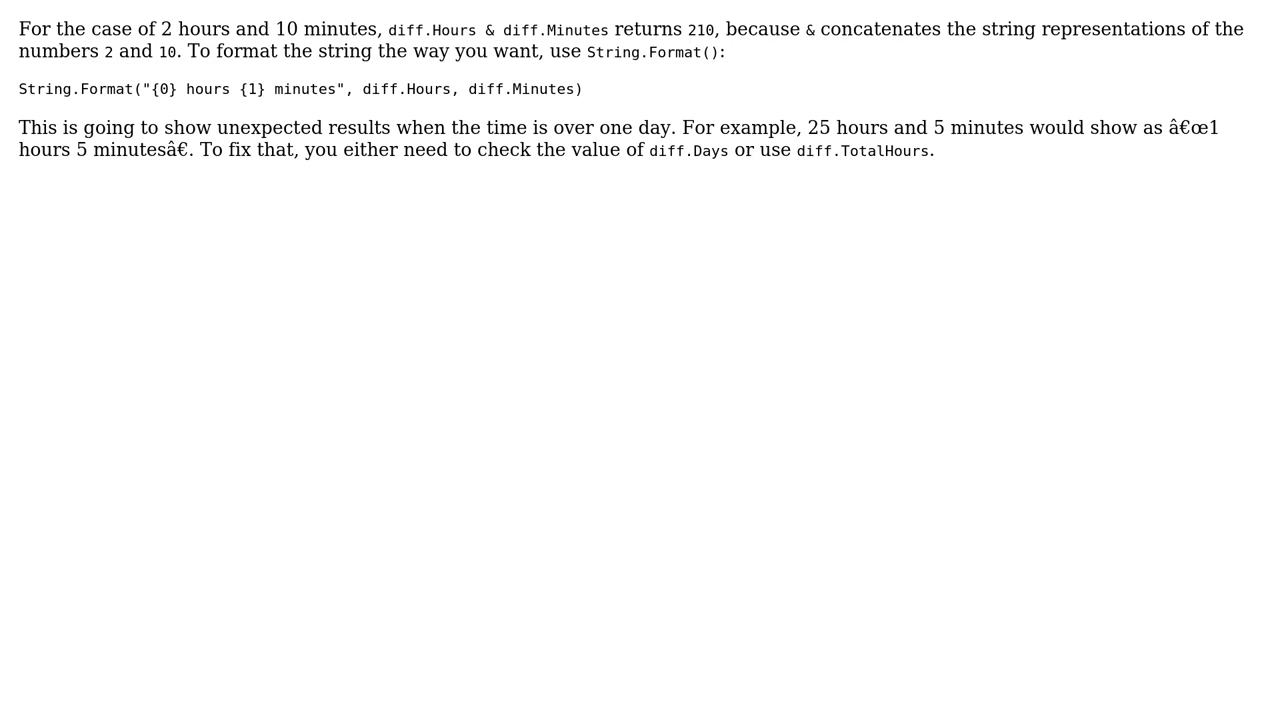 For the case of 2 hours and 10 minutes, diff.Hours & diff.Minutes returns 210, because & concatenates the string representations of the
numbers 2 and 10. To format the string the way you want, use String.Format():
String.Format("{0} hours {1} minutes", diff.Hours, diff.Minutes)
This is going to show unexpected results when the time is over one day. For example, 25 hours and 5 minutes would show as â€œ1
hours 5 minutesâ€. To fix that, you either need to check the value of diff.Days or use diff.TotalHours.